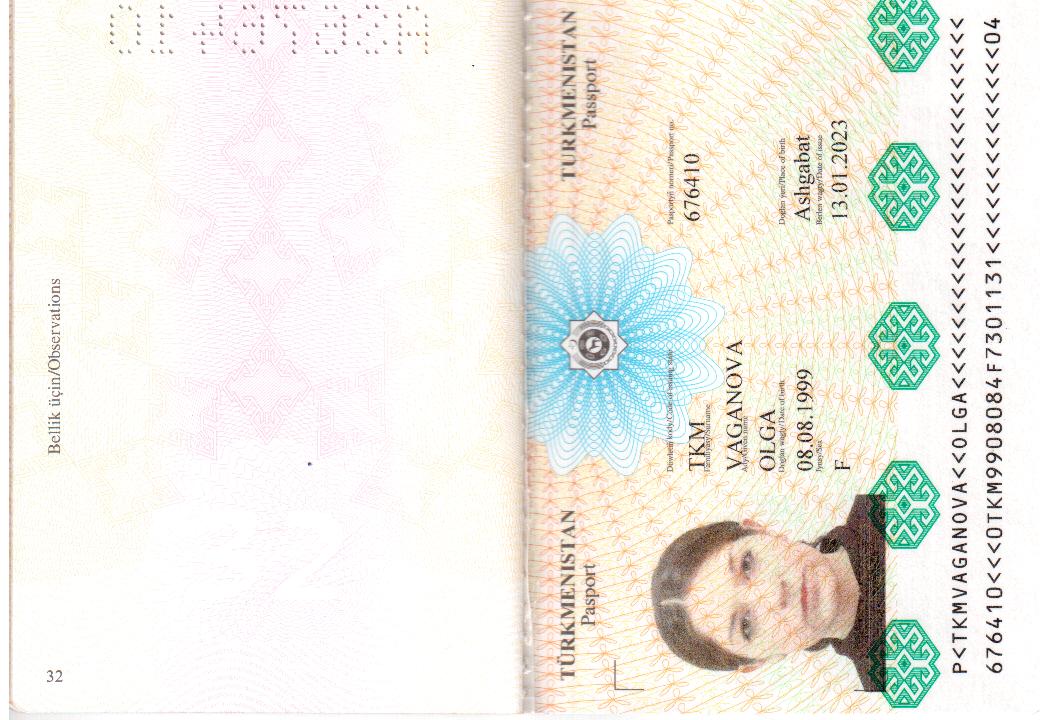 Bellik üçin/Observations
32
TÜRKMENISTAN
Pasport
TURKMENISTAN
Passport
Döwletiň kody/Code of issuing state
TKM
Pasportyň nomeri/Passport no.
676410
Familiýasy/Surname
VAGANOVA
Ady/Given name
OLGA
Doglan wagty/Date of birth
08.08.1999
Doglan ýeri/Place of birth
Ashgabat
Jynsy/Sex
F
Berlen wagty/Date of issue
13.01.2023
P<TKMVAGANOVA<<OLGA<<<<<<<<<<<<<<<<<<<<<<<<<
676410<<<0TKM9908084F7301131<<<<<<<<<<<<<<04